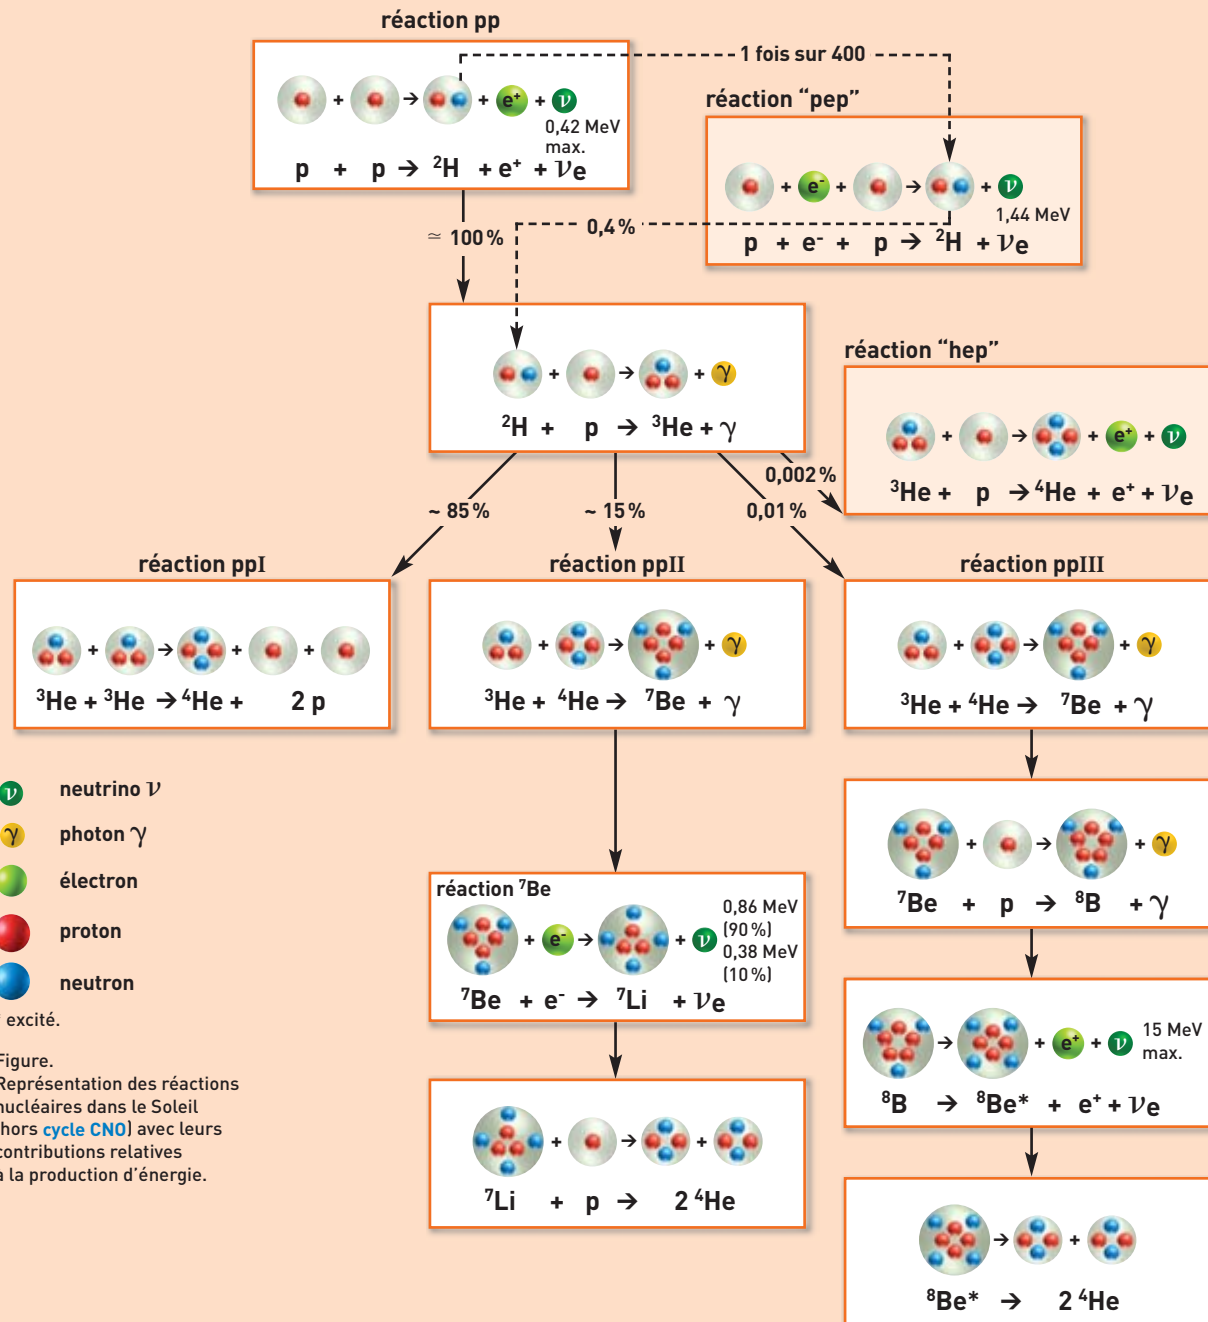 réaction pp
1 fois sur 400
+ → + e⁺ + ν
0,42 MeV
max.
p + p → ²H + e⁺ + νe
réaction “pep”
+ e⁻ + → + ν
1,44 MeV
p + e⁻ + p → ²H + νe
≃ 100 %
0,4 %
+ → + γ
²H + p → ³He + γ
réaction “hep”
+ → + e⁺ + ν
³He + p → ⁴He + e⁺ + νe
~ 85 %
~ 15 %
0,01 %
0,002 %
réaction ppI
+ → + +
³He + ³He → ⁴He + 2 p
réaction ppII
+ → + γ
³He + ⁴He → ⁷Be + γ
réaction ppIII
+ → + γ
³He + ⁴He → ⁷Be + γ
réaction ⁷Be
+ e⁻ → + ν
0,86 MeV
(90 %)
0,38 MeV
(10 %)
⁷Be + e⁻ → ⁷Li + νe
+ → +
⁷Li + p → 2 ⁴He
+ → + γ
⁷Be + p → ⁸B + γ
→ + e⁺ + ν
15 MeV
max.
⁸B → ⁸Be* + e⁺ + νe
→ +
⁸Be* → 2 ⁴He
ν neutrino ν
γ photon γ
électron
proton
neutron
* excité.
Figure.
Représentation des réactions
nucléaires dans le Soleil
hors cycle CNO) avec leurs
contributions relatives
à la production d’énergie.